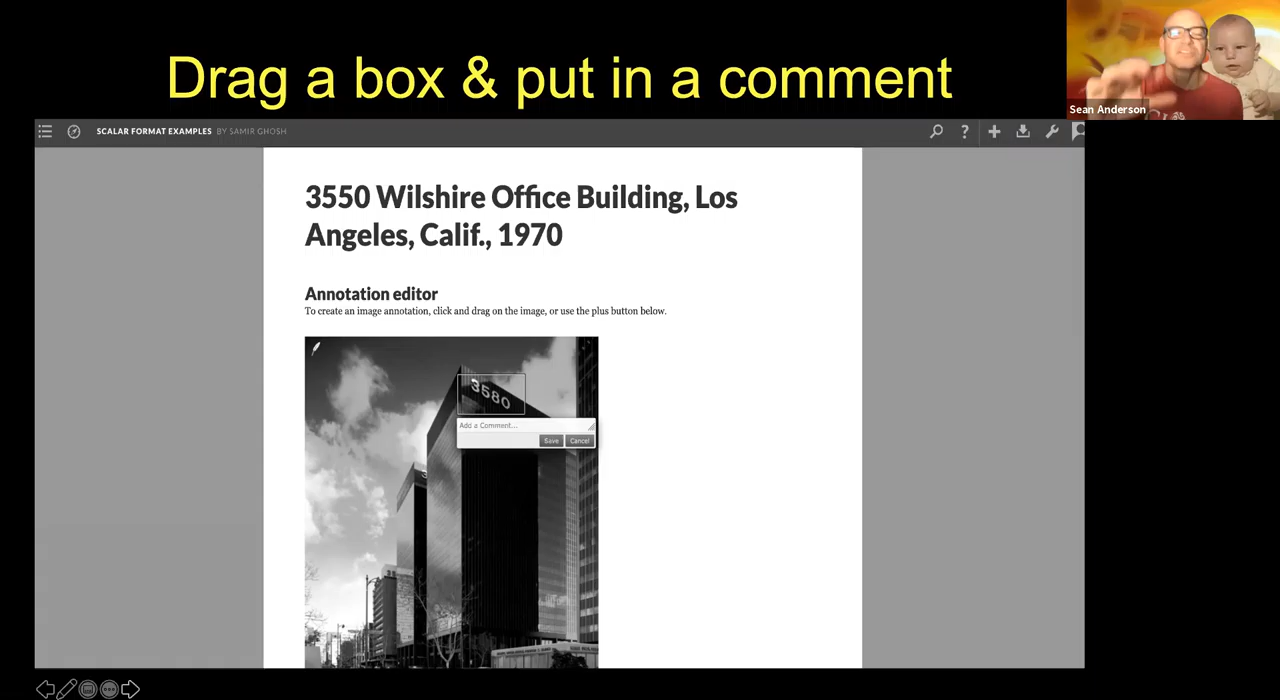 Drag a box & put in a comment
Sean Anderson
SCALAR FORMAT EXAMPLES BY SAMIR GHOSH
?
3550 Wilshire Office Building, Los
Angeles, Calif., 1970
Annotation editor
To create an image annotation, click and drag on the image, or use the plus button below.
3580
Add a Comment...
Save Cancel